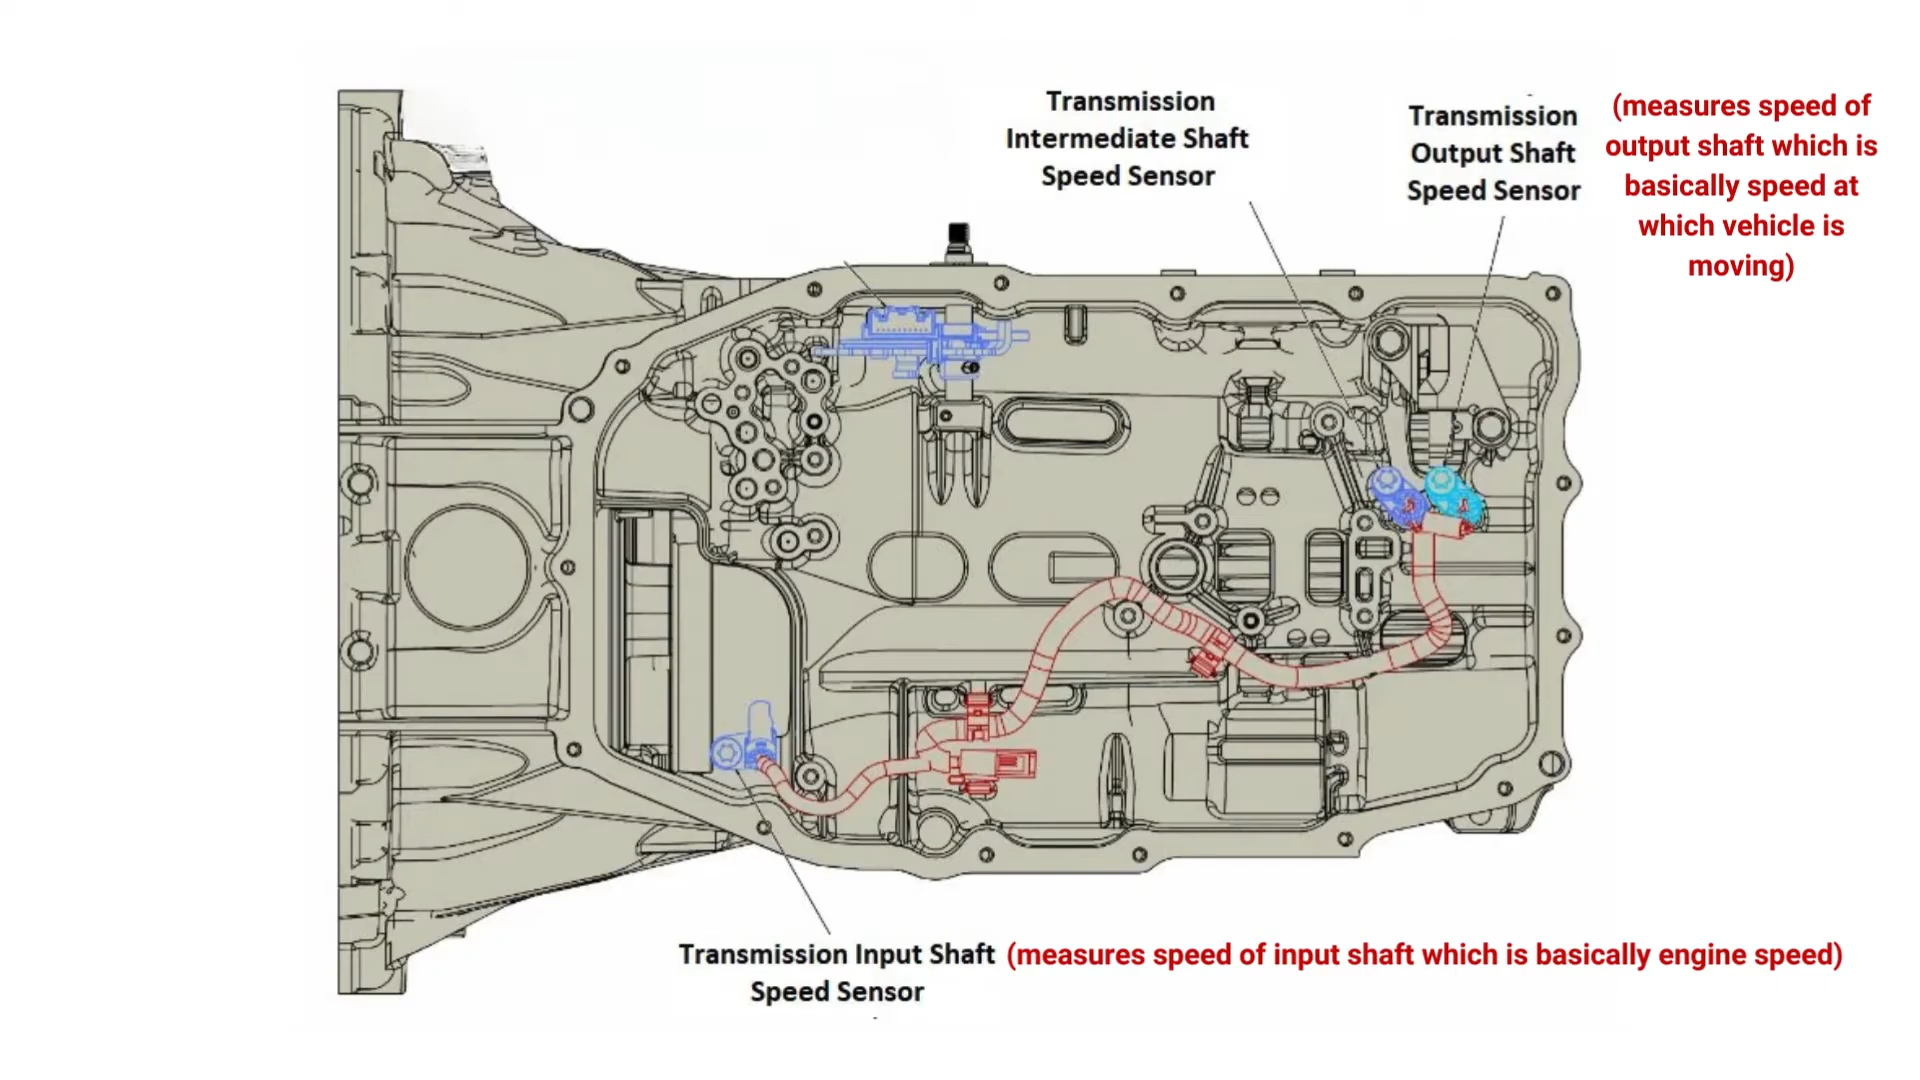 Transmission
Intermediate Shaft
Speed Sensor
Transmission
Output Shaft
Speed Sensor
(measures speed of
output shaft which is
basically speed at
which vehicle is
moving)
Transmission Input Shaft (measures speed of input shaft which is basically engine speed)
Speed Sensor